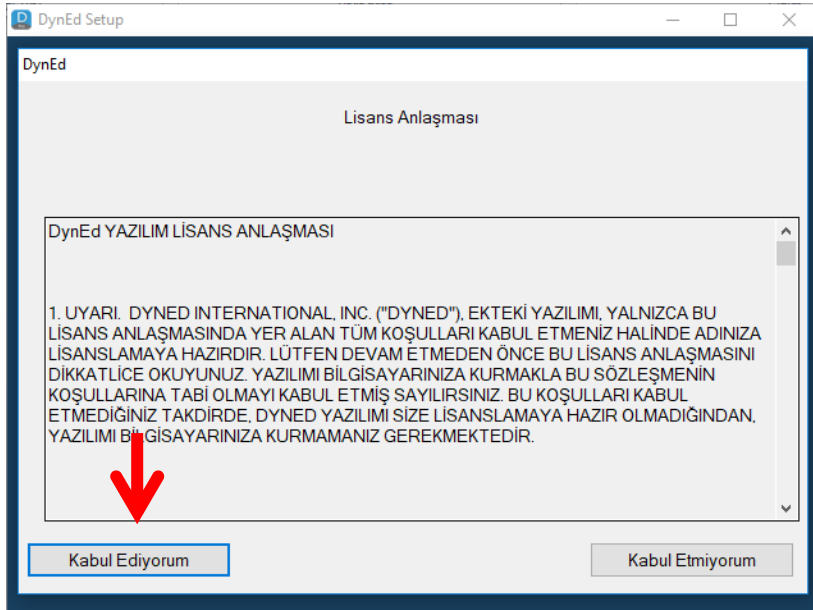 DynEd Setup
DynEd
Lisans Anlaşması
DynEd YAZILIM LİSANS ANLAŞMASI
1. UYARI.  DYNED INTERNATIONAL, INC. ("DYNED"), EKTEKİ YAZILIMI, YALNIZCA BU
LİSANS ANLAŞMASINDA YER ALAN TÜM KOŞULLARI KABUL ETMENİZ HALİNDE ADINIZA
LİSANSLAMAYA HAZIRDIR. LÜTFEN DEVAM ETMEDEN ÖNCE BU LİSANS ANLAŞMASINI
DİKKATLİCE OKUYUNUZ. YAZILIMI BİLGİSAYARINIZA KURMAKLA BU SÖZLEŞMENİN
KOŞULLARINA TABİ OLMAYI KABUL ETMİŞ SAYILIRSINIZ. BU KOŞULLARI KABUL
ETMEDİĞİNİZ TAKDİRDE, DYNED YAZILIMI SİZE LİSANSLAMAYA HAZIR OLMADIĞINDAN,
YAZILIMI BİLGİSAYARINIZA KURMAMANIZ GEREKMEKTEDİR.
Kabul Ediyorum
Kabul Etmiyorum